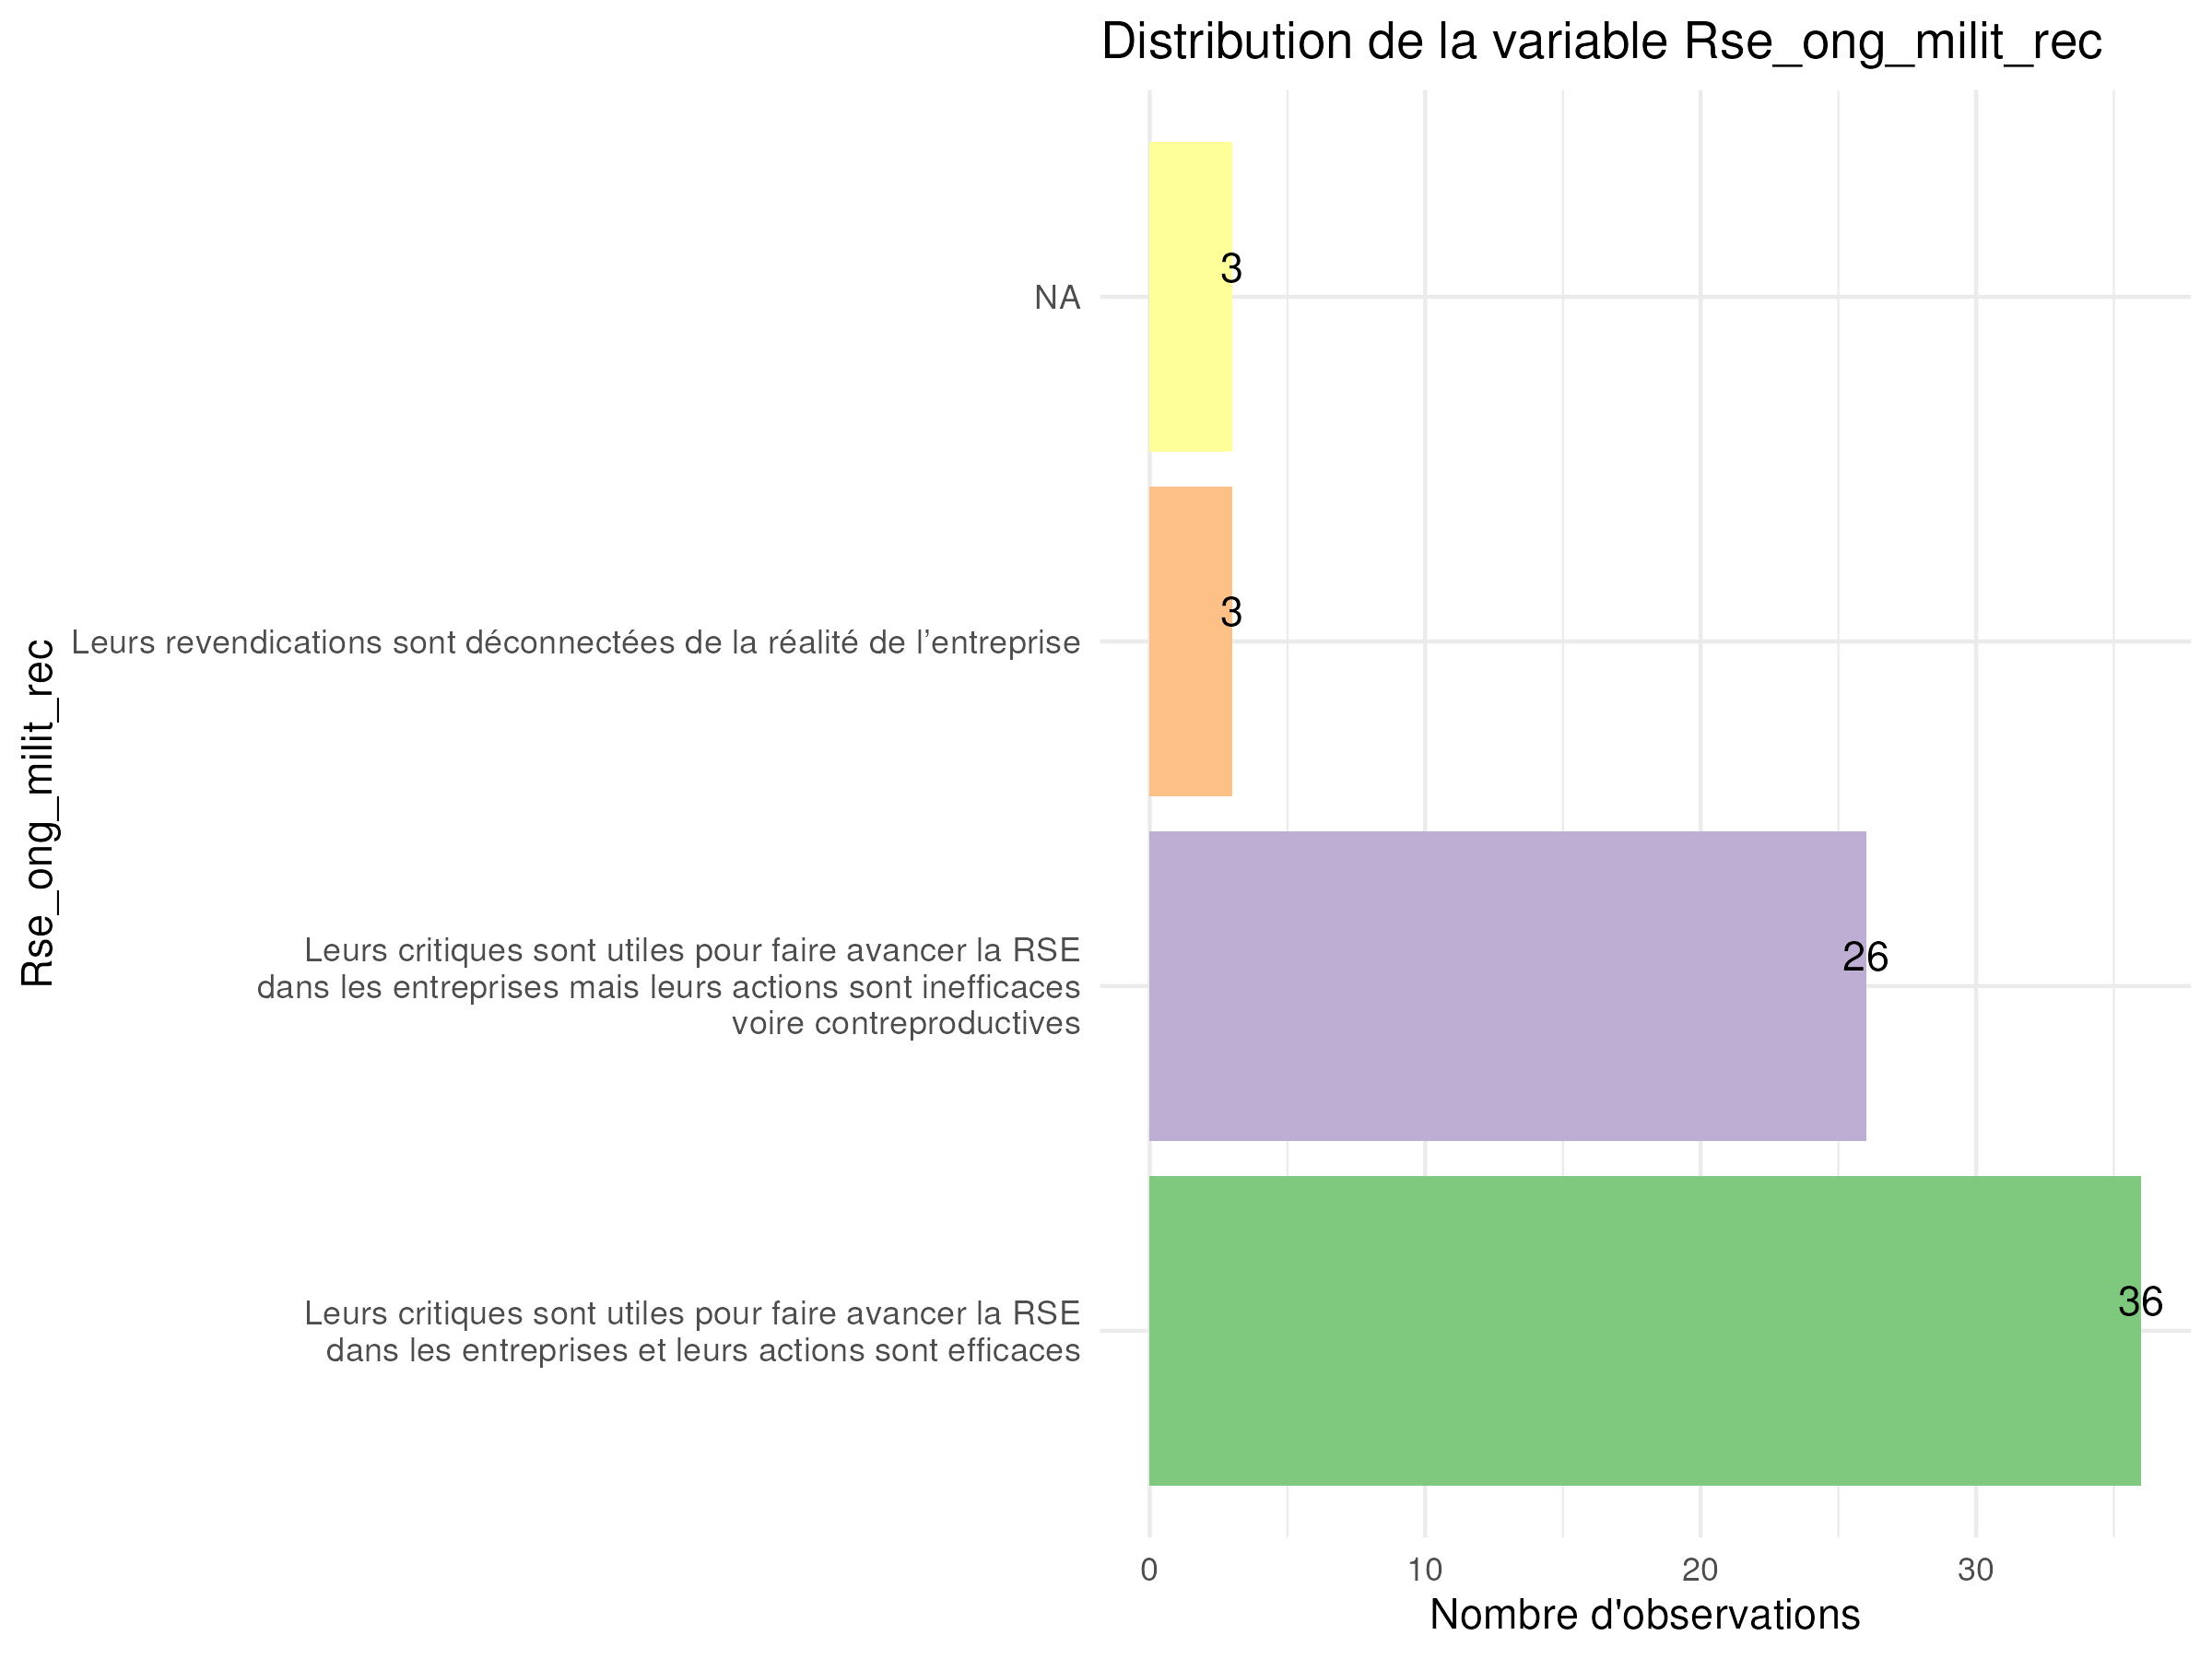 Distribution de la variable Rse_ong_milit_rec
Rse_ong_milit_rec
NA
3
Leurs revendications sont déconnectées de la réalité de l’entreprise
3
Leurs critiques sont utiles pour faire avancer la RSE
dans les entreprises mais leurs actions sont inefficaces
voire contreproductives
26
Leurs critiques sont utiles pour faire avancer la RSE
dans les entreprises et leurs actions sont efficaces
36
0 10 20 30
Nombre d'observations